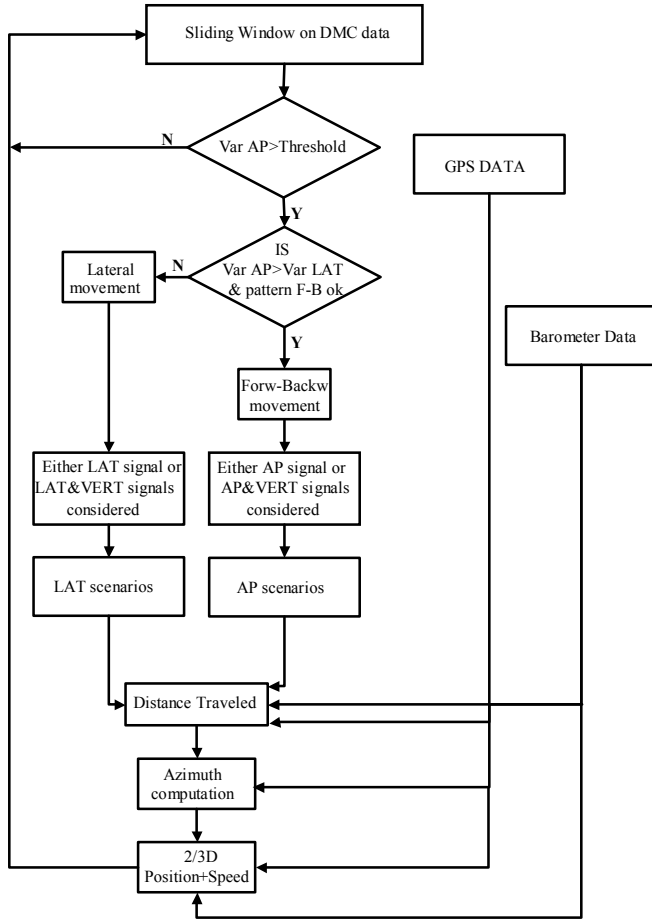 Sliding Window on DMC data
N
Var AP>Threshold
GPS DATA
Y
IS
Lateral
movement
N
Var AP>Var LAT
& pattern F-B ok
Barometer Data
Y
Forw-Backw
movement
Either LAT signal or
LAT&VERT signals
considered
Either AP signal or
AP&VERT signals
considered
LAT scenarios
AP scenarios
Distance Traveled
Azimuth
computation
2/3D
Position+Speed